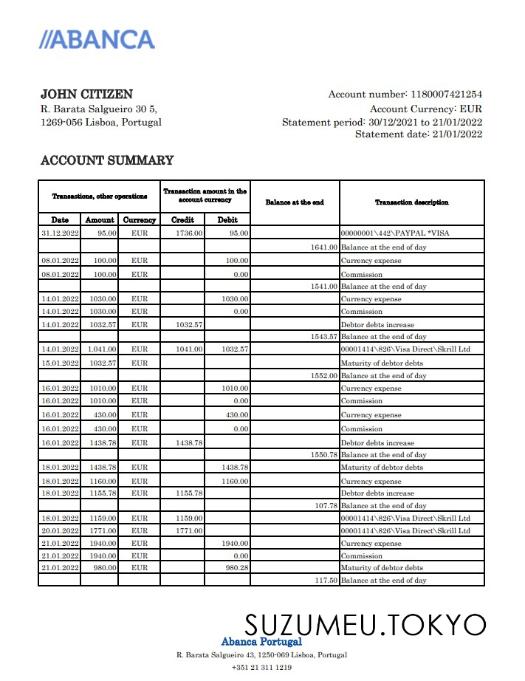 //ABANCA
JOHN CITIZEN
R. Barata Salgueiro 30 5,
1269-056 Lisboa, Portugal
Account number: 1180007421254
Account Currency: EUR
Statement period: 30/12/2021 to 21/01/2022
Statement date: 21/01/2022
ACCOUNT SUMMARY
Transactions, other operations Transaction amount in the account currency Balance at the end Transaction description
Date Amount Currency Credit Debit
31.12.2022 95.00 EUR 1736.00 95.00 00000001\442\PAYPAL *VISA
1641.00 Balance at the end of day
08.01.2022 100.00 EUR 100.00 Currency expense
08.01.2022 100.00 EUR 0.00 Commission
1541.00 Balance at the end of day
14.01.2022 1030.00 EUR 1030.00 Currency expense
14.01.2022 1030.00 EUR 0.00 Commission
14.01.2022 1032.57 EUR 1032.57 Debtor debts increase
1543.57 Balance at the end of day
14.01.2022 1.041.00 EUR 1041.00 1032.57 00001414\826\Visa Direct\Skrill Ltd
15.01.2022 1032.57 EUR Maturity of debtor debts
1552.00 Balance at the end of day
16.01.2022 1010.00 EUR 1010.00 Currency expense
16.01.2022 1010.00 EUR 0.00 Commission
16.01.2022 430.00 EUR 430.00 Currency expense
16.01.2022 430.00 EUR 0.00 Commission
16.01.2022 1438.78 EUR 1438.78 Debtor debts increase
1550.78 Balance at the end of day
18.01.2022 1438.78 EUR 1438.78 Maturity of debtor debts
18.01.2022 1160.00 EUR 1160.00 Currency expense
18.01.2022 1155.78 EUR 1155.78 Debtor debts increase
107.78 Balance at the end of day
18.01.2022 1159.00 EUR 1159.00 00001414\826\Visa Direct\Skrill Ltd
20.01.2022 1771.00 EUR 1771.00 00001414\826\Visa Direct\Skrill Ltd
21.01.2022 1940.00 EUR 1940.00 Currency expense
21.01.2022 1940.00 EUR 0.00 Commission
21.01.2022 980.00 EUR 980.28 Maturity of debtor debts
117.50 Balance at the end of day
SUZUMEU.TOKYO
Abanca Portugal
R. Barata Salgueiro 43, 1250-069 Lisboa, Portugal
+351 21 311 1219